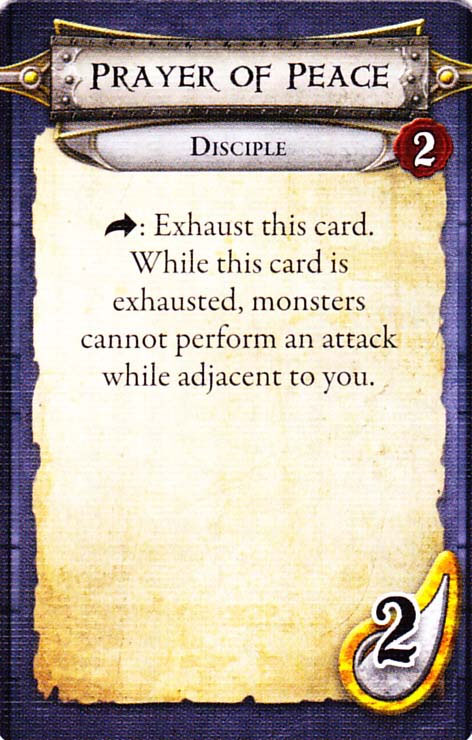 PRAYER OF PEACE
DISCIPLE
2
: Exhaust this card.
While this card is
exhausted, monsters
cannot perform an attack
while adjacent to you.
2